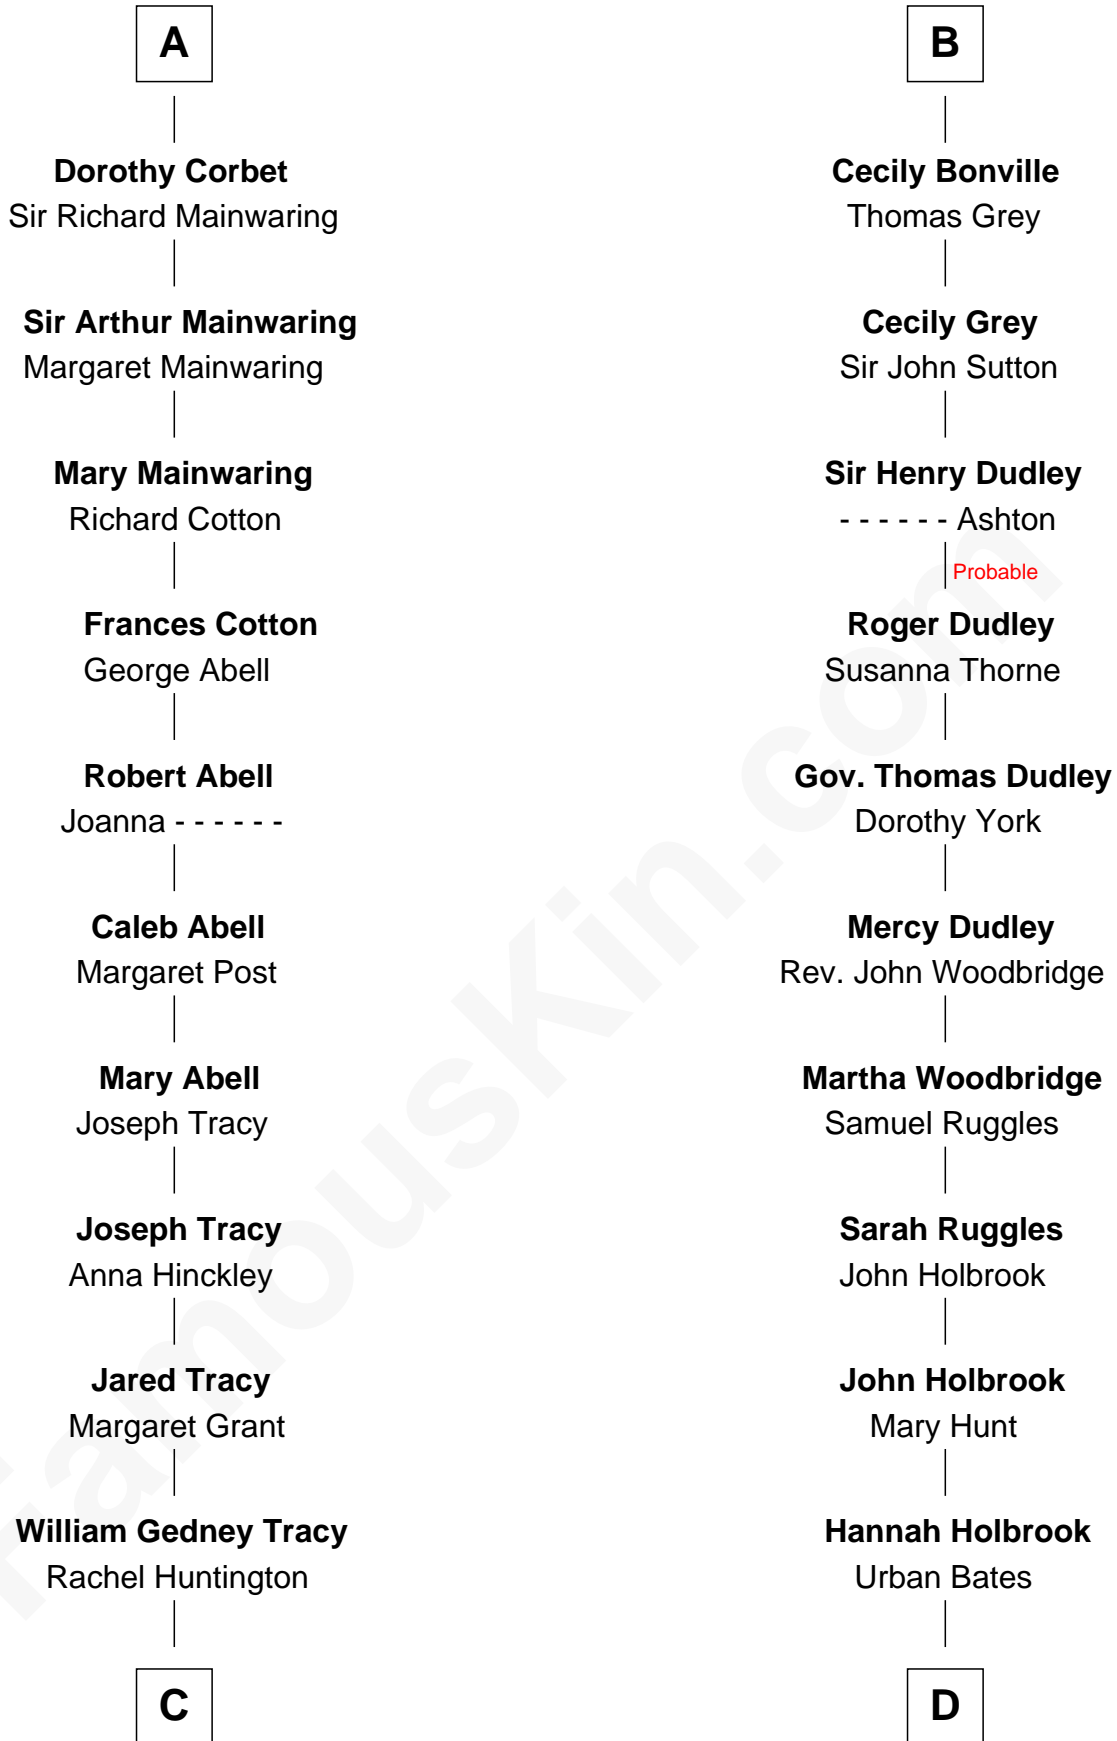 A
Dorothy Corbet
Sir Richard Mainwaring
Sir Arthur Mainwaring
Margaret Mainwaring
Mary Mainwaring
Richard Cotton
Frances Cotton
George Abell
Robert Abell
Joanna - - - - - -
Caleb Abell
Margaret Post
Mary Abell
Joseph Tracy
Joseph Tracy
Anna Hinckley
Jared Tracy
Margaret Grant
William Gedney Tracy
Rachel Huntington
C
B
Cecily Bonville
Thomas Grey
Cecily Grey
Sir John Sutton
Sir Henry Dudley
- - - - - - Ashton
Probable
Roger Dudley
Susanna Thorne
Gov. Thomas Dudley
Dorothy York
Mercy Dudley
Rev. John Woodbridge
Martha Woodbridge
Samuel Ruggles
Sarah Ruggles
John Holbrook
John Holbrook
Mary Hunt
Hannah Holbrook
Urban Bates
D
FamousKin.com